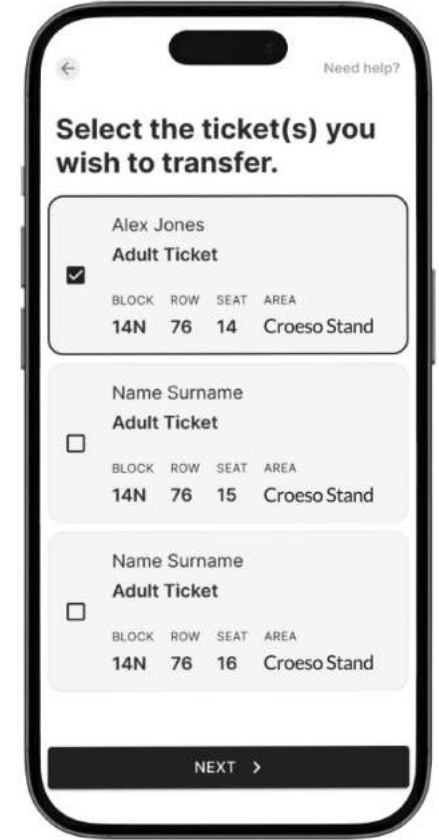 Need help?
Select the ticket(s) you
wish to transfer.
Alex Jones
Adult Ticket
BLOCK ROW SEAT AREA
14N 76 14 Croeso Stand
Name Surname
Adult Ticket
BLOCK ROW SEAT AREA
14N 76 15 Croeso Stand
Name Surname
Adult Ticket
BLOCK ROW SEAT AREA
14N 76 16 Croeso Stand
NEXT